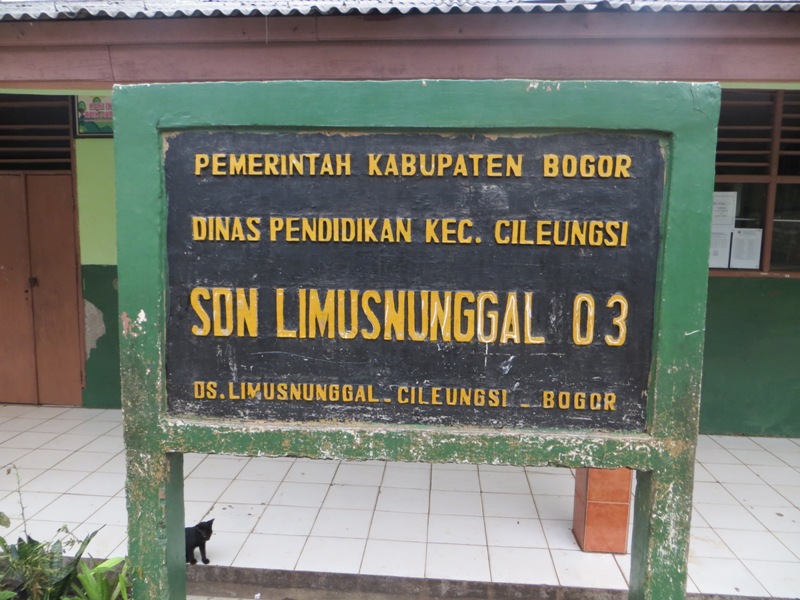 PEMERINTAH KABUPATEN BOGOR
DINAS PENDIDIKAN KEC. CILEUNGSI
SDN LIMUSNUNGGAL 03
DS. LIMUSNUNGGAL - CILEUNGSI - BOGOR